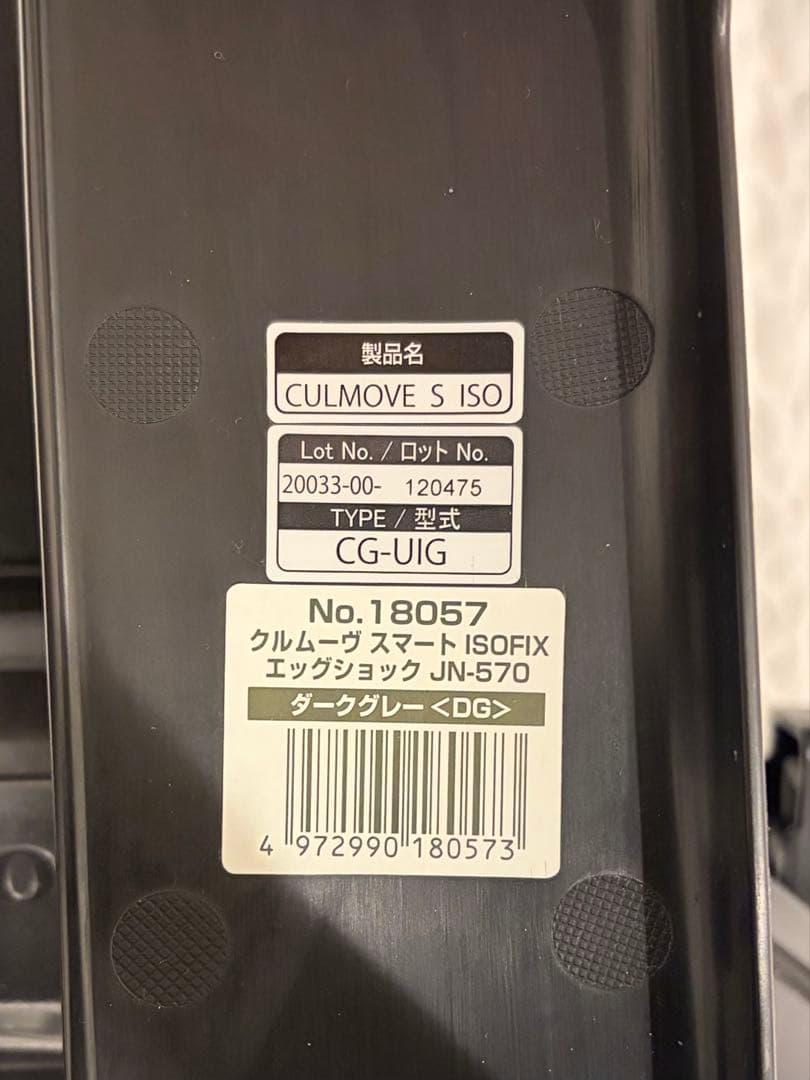 製品名
CULMOVE S ISO
Lot No. / ロット No.
20033-00- 120475
TYPE / 型式
CG-UIG
No.18057
クルムーヴ スマート ISOFIX
エッグショック JN-570
ダークグレー<DG>
4 972990 180573